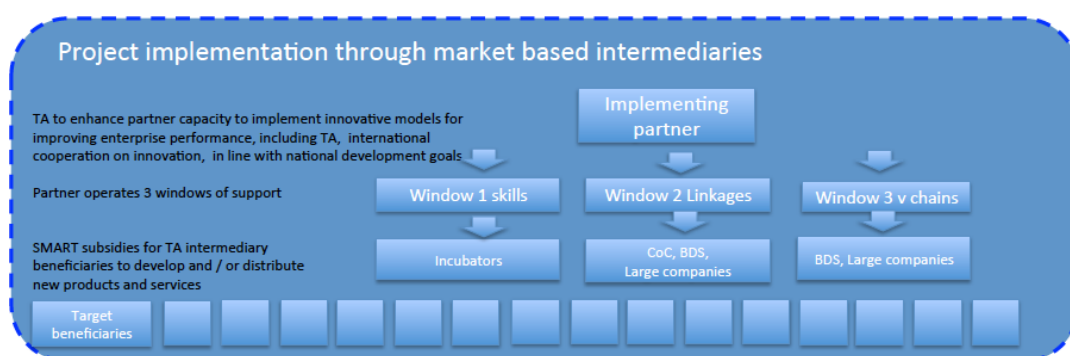 Project implementation through market based intermediaries
TA to enhance partner capacity to implement innovative models for
improving enterprise performance, including TA, international
cooperation on innovation, in line with national development goals
Implementing
partner
Partner operates 3 windows of support
Window 1 skills
Window 2 Linkages
Window 3 v chains
SMART subsidies for TA intermediary
beneficiaries to develop and / or distribute
new products and services
Incubators
CoC, BDS,
Large companies
BDS, Large companies
Target
beneficiaries